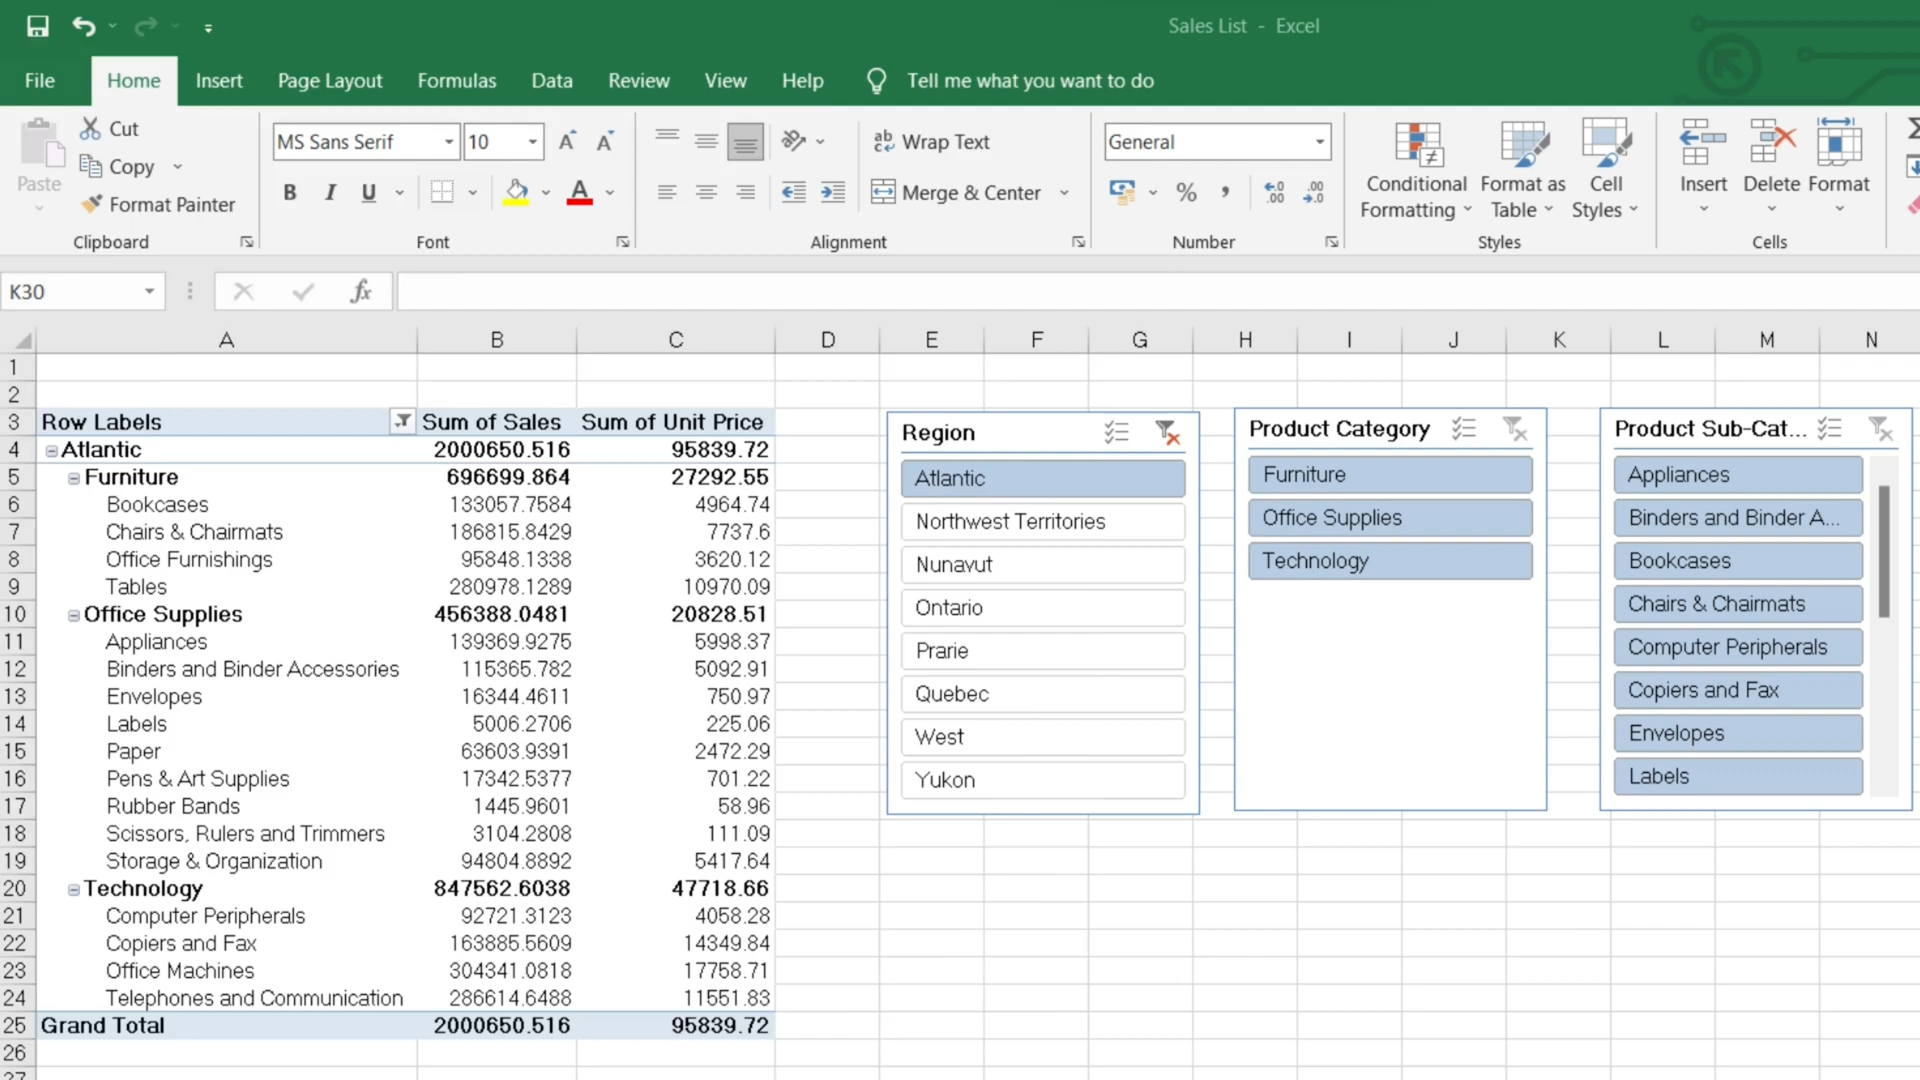 Sales List - Excel
File Home Insert Page Layout Formulas Data Review View Help Tell me what you want to do
Paste
Cut
Copy
Format Painter
Clipboard
MS Sans Serif 10
B I U A
Font
Wrap Text
Merge & Center
Alignment
General
% , .0 .00 .00 .0
Number
Conditional Formatting
Format as Table
Cell Styles
Styles
Insert Delete Format
Cells
K30 fx
A B C D E F G H I J K L M N
1
2
3 Row Labels Sum of Sales Sum of Unit Price
4 Atlantic 2000650.516 95839.72
5 Furniture 696699.864 27292.55
6 Bookcases 133057.7584 4964.74
7 Chairs & Chairmats 186815.8429 7737.6
8 Office Furnishings 95848.1338 3620.12
9 Tables 280978.1289 10970.09
10 Office Supplies 456388.0481 20828.51
11 Appliances 139369.9275 5998.37
12 Binders and Binder Accessories 115365.782 5092.91
13 Envelopes 16344.4611 750.97
14 Labels 5006.2706 225.06
15 Paper 63603.9391 2472.29
16 Pens & Art Supplies 17342.5377 701.22
17 Rubber Bands 1445.9601 58.96
18 Scissors, Rulers and Trimmers 3104.2808 111.09
19 Storage & Organization 94804.8892 5417.64
20 Technology 847562.6038 47718.66
21 Computer Peripherals 92721.3123 4058.28
22 Copiers and Fax 163885.5609 14349.84
23 Office Machines 304341.0818 17758.71
24 Telephones and Communication 286614.6488 11551.83
25 Grand Total 2000650.516 95839.72
26
27
Region
Atlantic
Northwest Territories
Nunavut
Ontario
Prarie
Quebec
West
Yukon
Product Category
Furniture
Office Supplies
Technology
Product Sub-Cat...
Appliances
Binders and Binder A...
Bookcases
Chairs & Chairmats
Computer Peripherals
Copiers and Fax
Envelopes
Labels